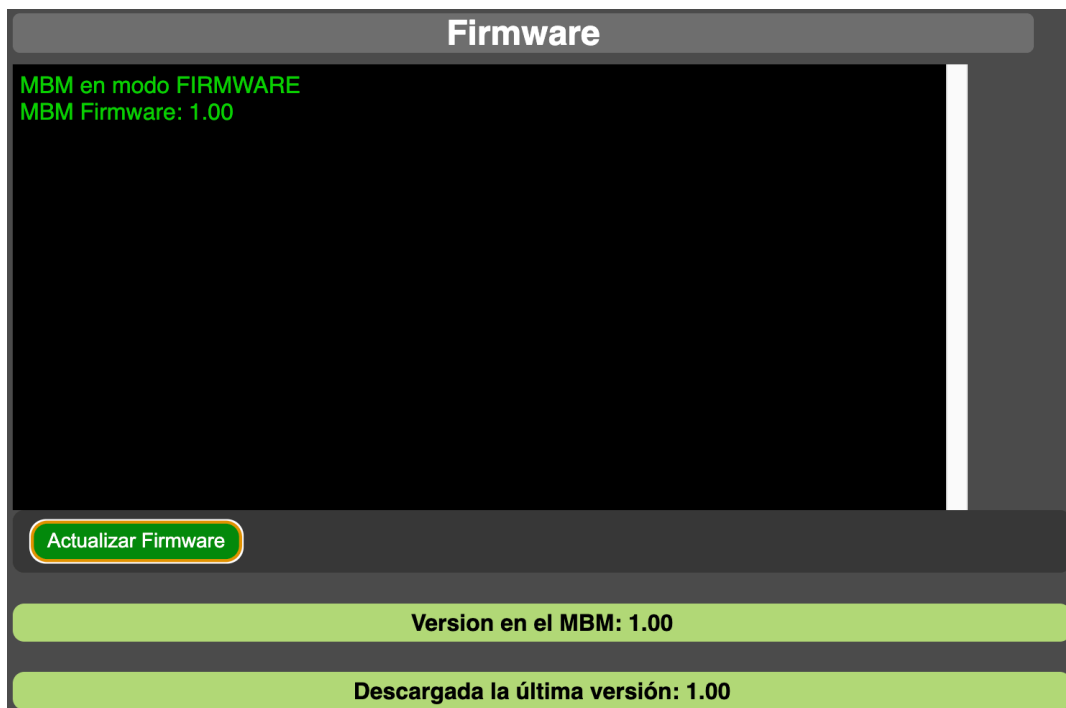 Firmware
MBM en modo FIRMWARE
MBM Firmware: 1.00
Actualizar Firmware
Version en el MBM: 1.00
Descargada la última versión: 1.00